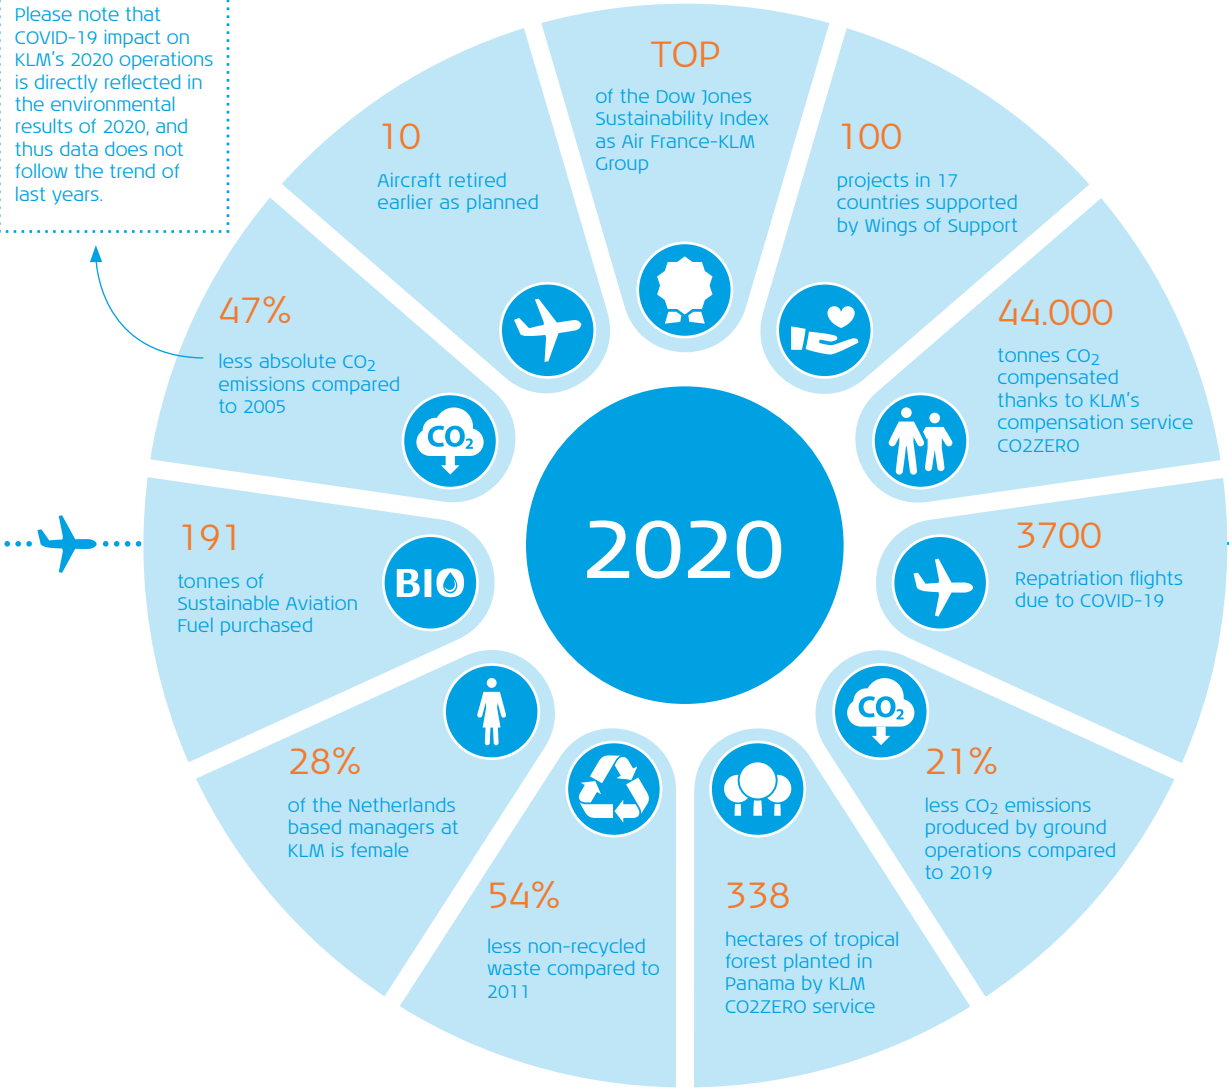 Please note that
COVID-19 impact on
KLM's 2020 operations
is directly reflected in
the environmental
results of 2020, and
thus data does not
follow the trend of
last years.
TOP
of the Dow Jones
Sustainability Index
as Air France-KLM
Group
100
projects in 17
countries supported
by Wings of Support
44.000
tonnes CO2
compensated
thanks to KLM's
compensation service
CO2ZERO
3700
Repatriation flights
due to COVID-19
CO2
21%
less CO2 emissions
produced by ground
operations compared
to 2019
338
hectares of tropical
forest planted in
Panama by KLM
CO2ZERO service
54%
less non-recycled
waste compared to
2011
28%
of the Netherlands
based managers at
KLM is female
191
tonnes of
Sustainable Aviation
Fuel purchased
BIO
47%
less absolute CO2
emissions compared
to 2005
CO2
10
Aircraft retired
earlier as planned
2020